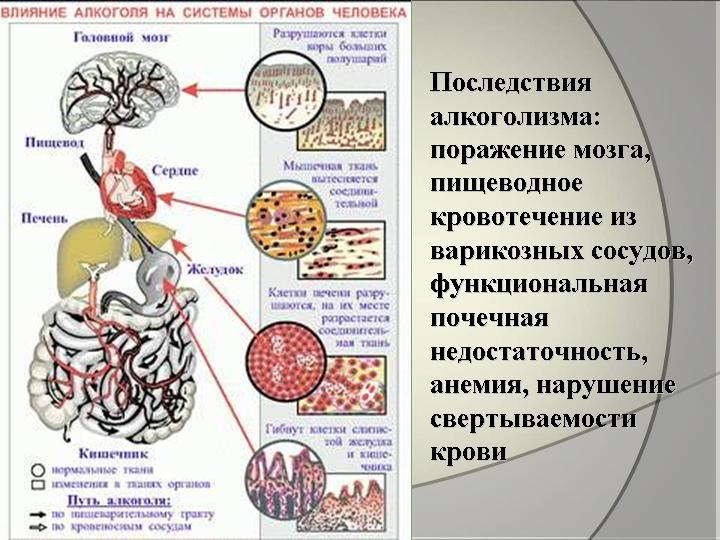 ВЛИЯНИЕ АЛКОГОЛЯ НА СИСТЕМЫ ОРГАНОВ ЧЕЛОВЕКА
Головной мозг
Разрушаются клетки
коры больших
полушарий
Пищевод
Сердце
Мышечная ткань
вытесняется
соедини-
тельной
Печень
Желудок
Клетки печени разру-
шаются, на их месте
разрастается
соединитель-
ная ткань
Гибнут клетки слизис-
той желудка
и кише-
чника
Кишечник
нормальные ткани
изменения в тканях органов
Путь алкоголя:
по пищеварительному тракту
по кровеносным сосудам
Последствия
алкоголизма:
поражение мозга,
пищеводное
кровотечение из
варикозных сосудов,
функциональная
почечная
недостаточность,
анемия, нарушение
свертываемости
крови